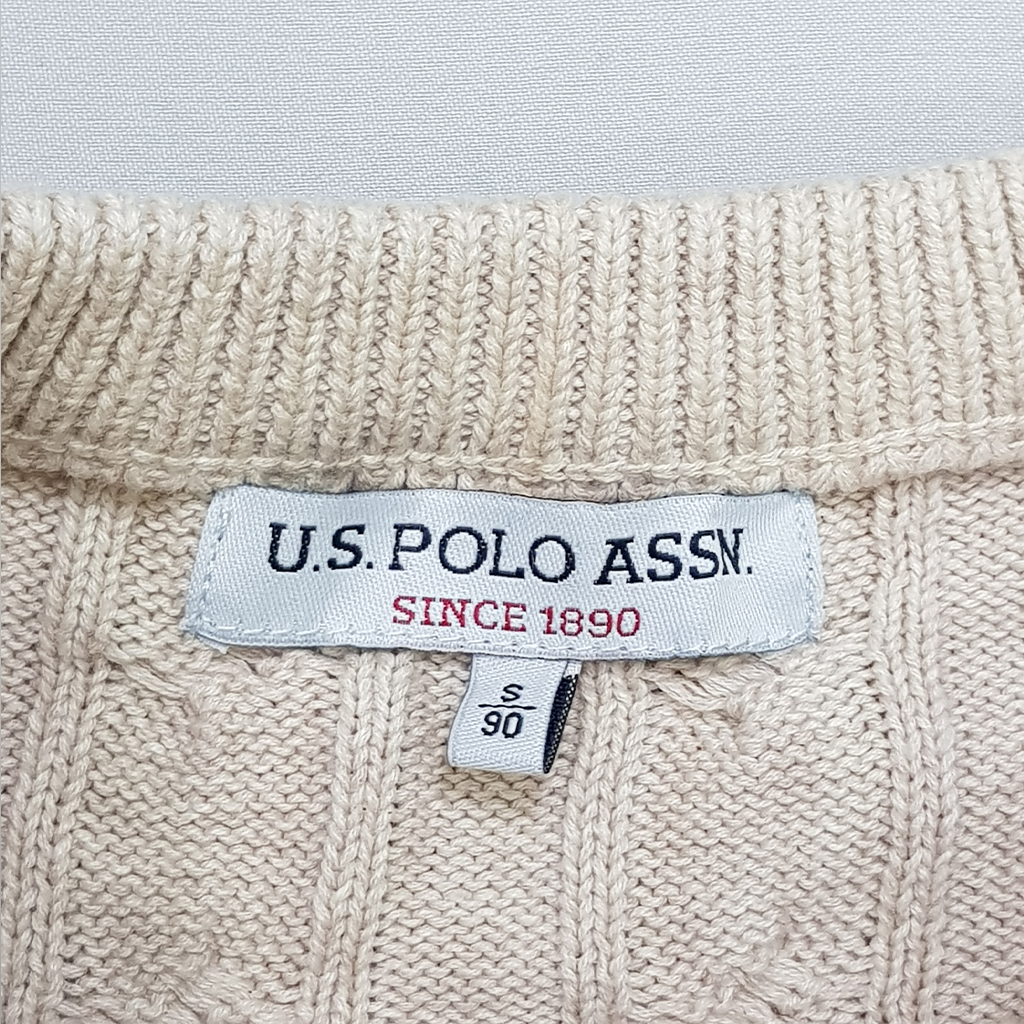 U.S. POLO ASSN.
SINCE 1890
S
90